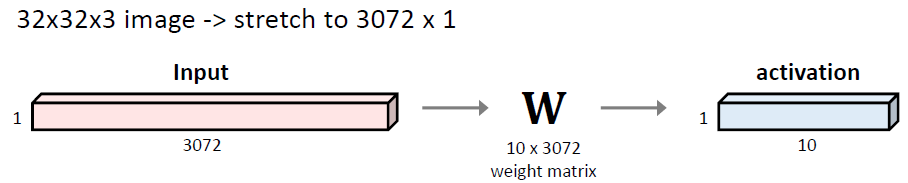 32x32x3 image -> stretch to 3072 x 1
Input
activation
1
W
1
3072
10 x 3072
10
weight matrix